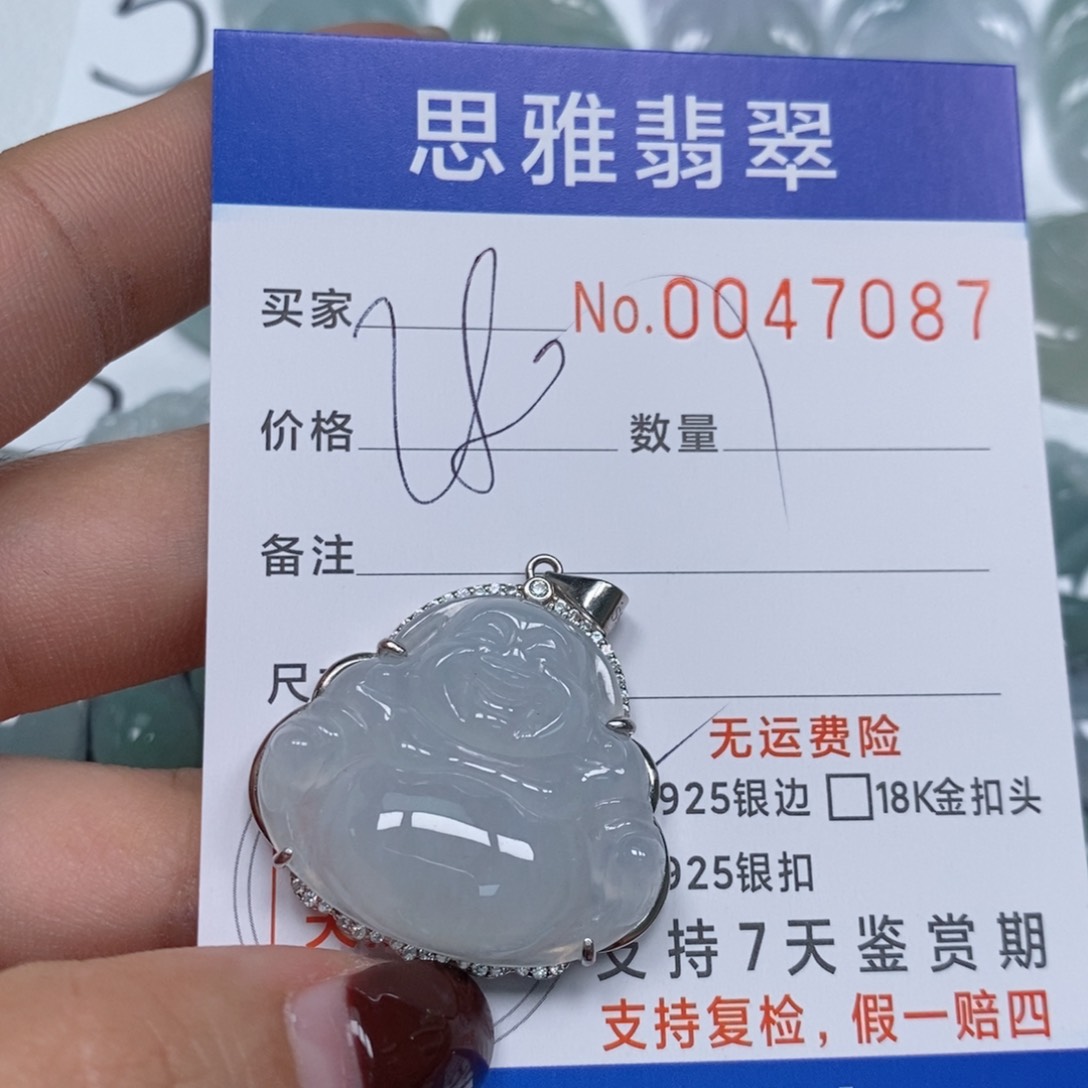 思雅翡翠
买家 No.0047087
价格 数量
备注
尺
无运费险
925银边 □18K金扣头
925银扣
支持7天鉴赏期
支持复检，假一赔四